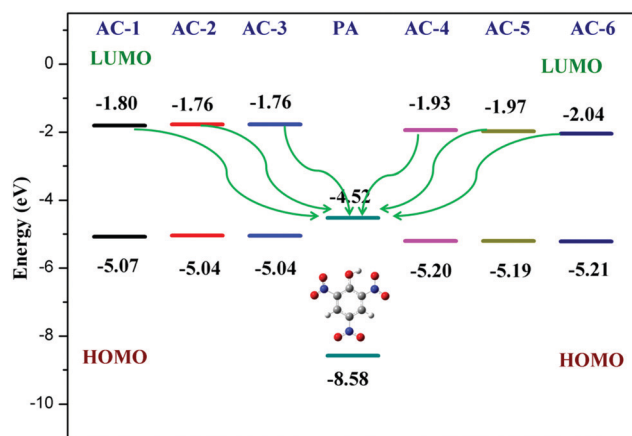 AC-1 AC-2 AC-3 PA AC-4 AC-5 AC-6
LUMO LUMO
0
-1.80 -1.76 -1.76 -1.93 -1.97 -2.04
-2
-4.52
-4
Energy (eV)
-5.07 -5.04 -5.04 -5.20 -5.19 -5.21
-6
-8
HOMO HOMO
-8.58
-10